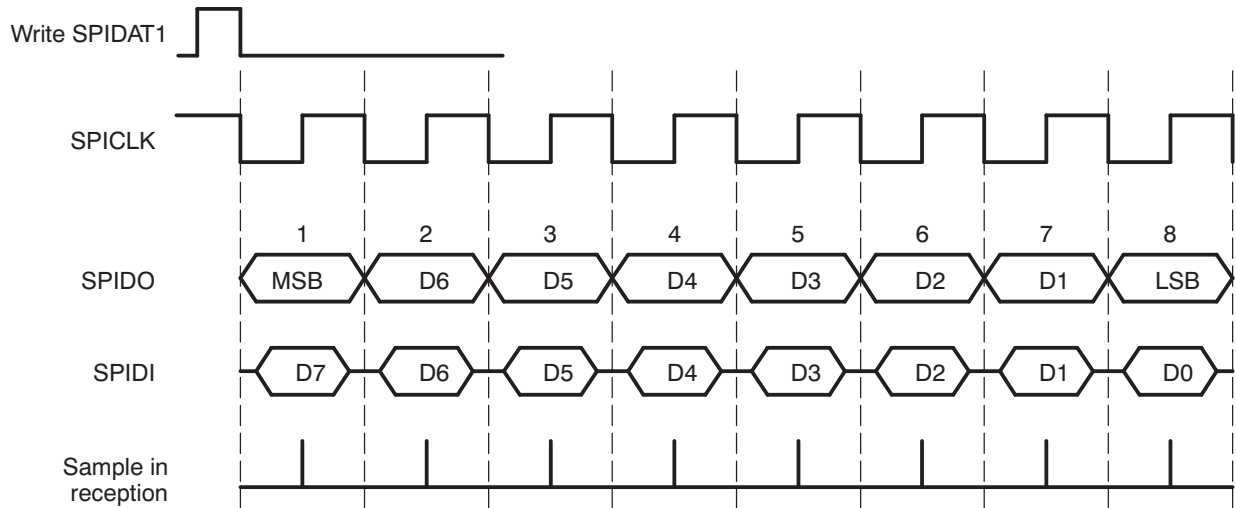 Write SPIDAT1
SPICLK
1 2 3 4 5 6 7 8
SPIDO MSB D6 D5 D4 D3 D2 D1 LSB
SPIDI D7 D6 D5 D4 D3 D2 D1 D0
Sample in
reception